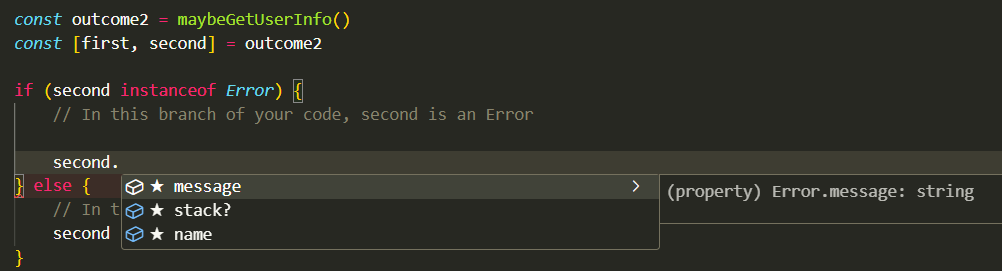 const outcome2 = maybeGetUserInfo()
const [first, second] = outcome2
if (second instanceof Error) {
// In this branch of your code, second is an Error
second.
} else {
★ message
(property) Error.message: string
// In t
★ stack?
second
★ name
}